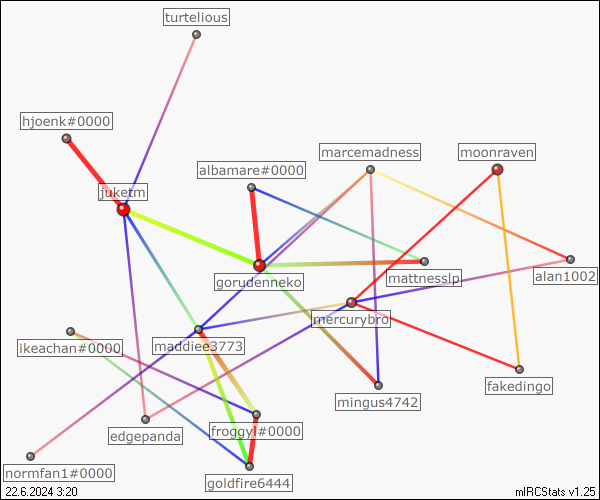 turtelious
hjoenk#0000
marcemadness
moonraven
albamare#0000
jukerm
gorudenneko
mattnesslp
alan1002
mercurybro
ikeachan#0000
maddiee3773
fakedingo
mingus4742
edgepanda
froggyl#0000
normfan1#0000
goldfire6444
22.6.2024 3:20
mIRCStats v1.25